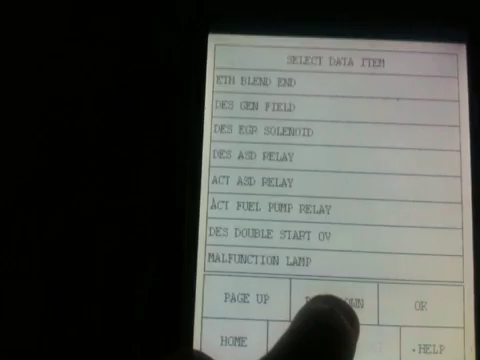 SELECT DATA ITEM
ETH BLEND END
DES GEN FIELD
DES EGR SOLENOID
DES ASD RELAY
ACT ASD RELAY
ACT FUEL PUMP RELAY
DES DOUBLE START OV
MALFUNCTION LAMP
PAGE UP
OK
HOME
.HELP